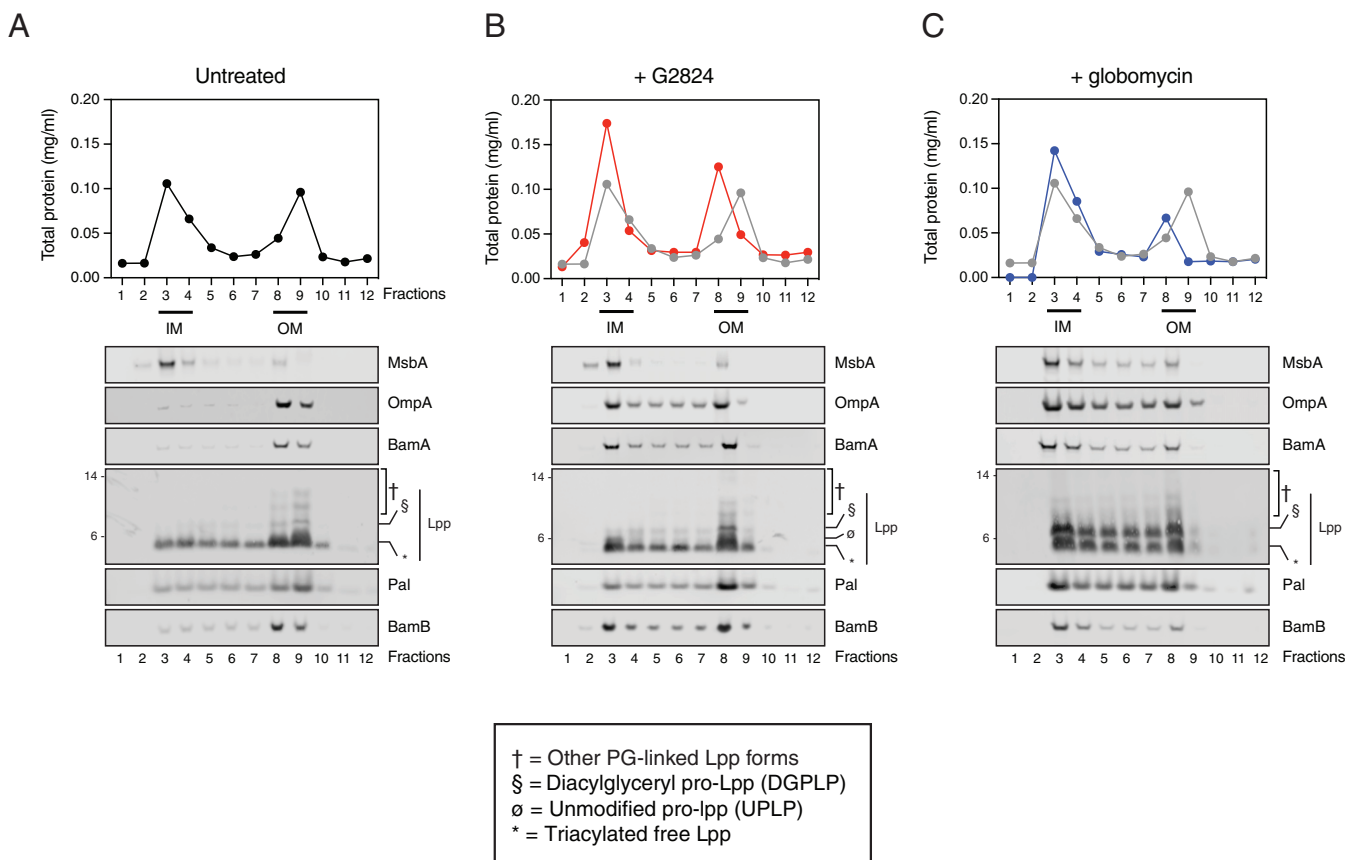 A
Untreated
Total protein (mg/ml)
0.20
0.15
0.10
0.05
0.00
1 2 3 4 5 6 7 8 9 10 11 12 Fractions
IM OM
MsbA
OmpA
BamA
14
6
†
§
*
Lpp
Pal
BamB
1 2 3 4 5 6 7 8 9 10 11 12 Fractions
B
+ G2824
Total protein (mg/ml)
0.20
0.15
0.10
0.05
0.00
1 2 3 4 5 6 7 8 9 10 11 12
IM OM
MsbA
OmpA
BamA
14
6
†
§
ø
*
Lpp
Pal
BamB
1 2 3 4 5 6 7 8 9 10 11 12 Fractions
C
+ globomycin
Total protein (mg/ml)
0.20
0.15
0.10
0.05
0.00
1 2 3 4 5 6 7 8 9 10 11 12
IM OM
MsbA
OmpA
BamA
14
6
†
§
*
Lpp
Pal
BamB
1 2 3 4 5 6 7 8 9 10 11 12 Fractions
† = Other PG-linked Lpp forms
§ = Diacylglyceryl pro-Lpp (DGPLP)
ø = Unmodified pro-lpp (UPLP)
* = Triacylated free Lpp